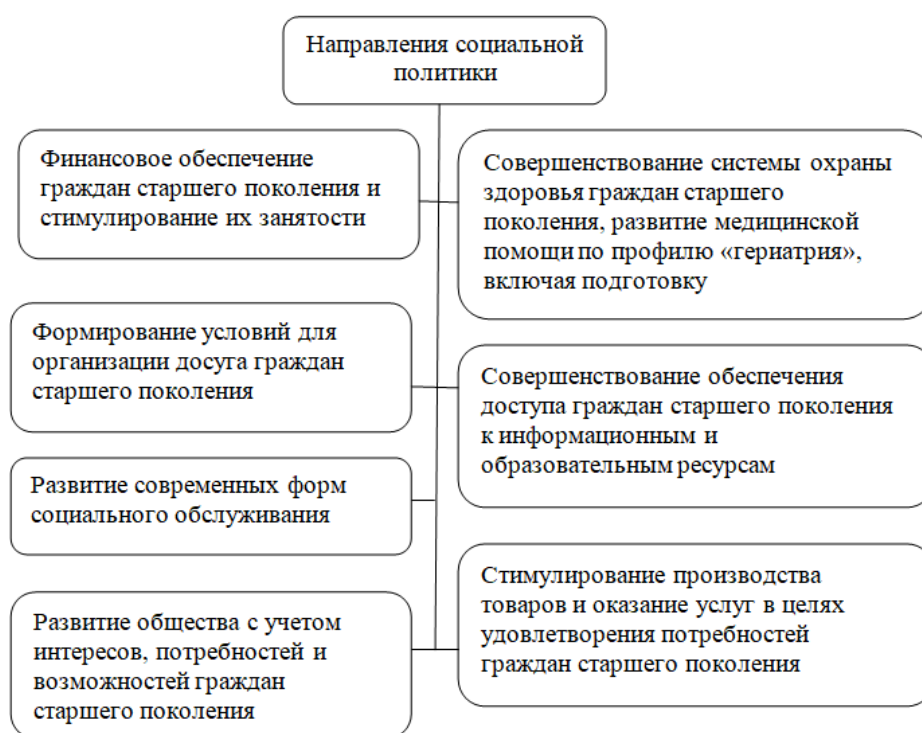 Направления социальной
политики
Финансовое обеспечение
граждан старшего поколения и
стимулирование их занятости
Совершенствование системы охраны
здоровья граждан старшего
поколения, развитие медицинской
помощи по профилю «гериатрия»,
включая подготовку
Формирование условий для
организации досуга граждан
старшего поколения
Совершенствование обеспечения
доступа граждан старшего поколения
к информационным и
образовательным ресурсам
Развитие современных форм
социального обслуживания
Стимулирование производства
товаров и оказание услуг в целях
удовлетворения потребностей
граждан старшего поколения
Развитие общества с учетом
интересов, потребностей и
возможностей граждан
старшего поколения